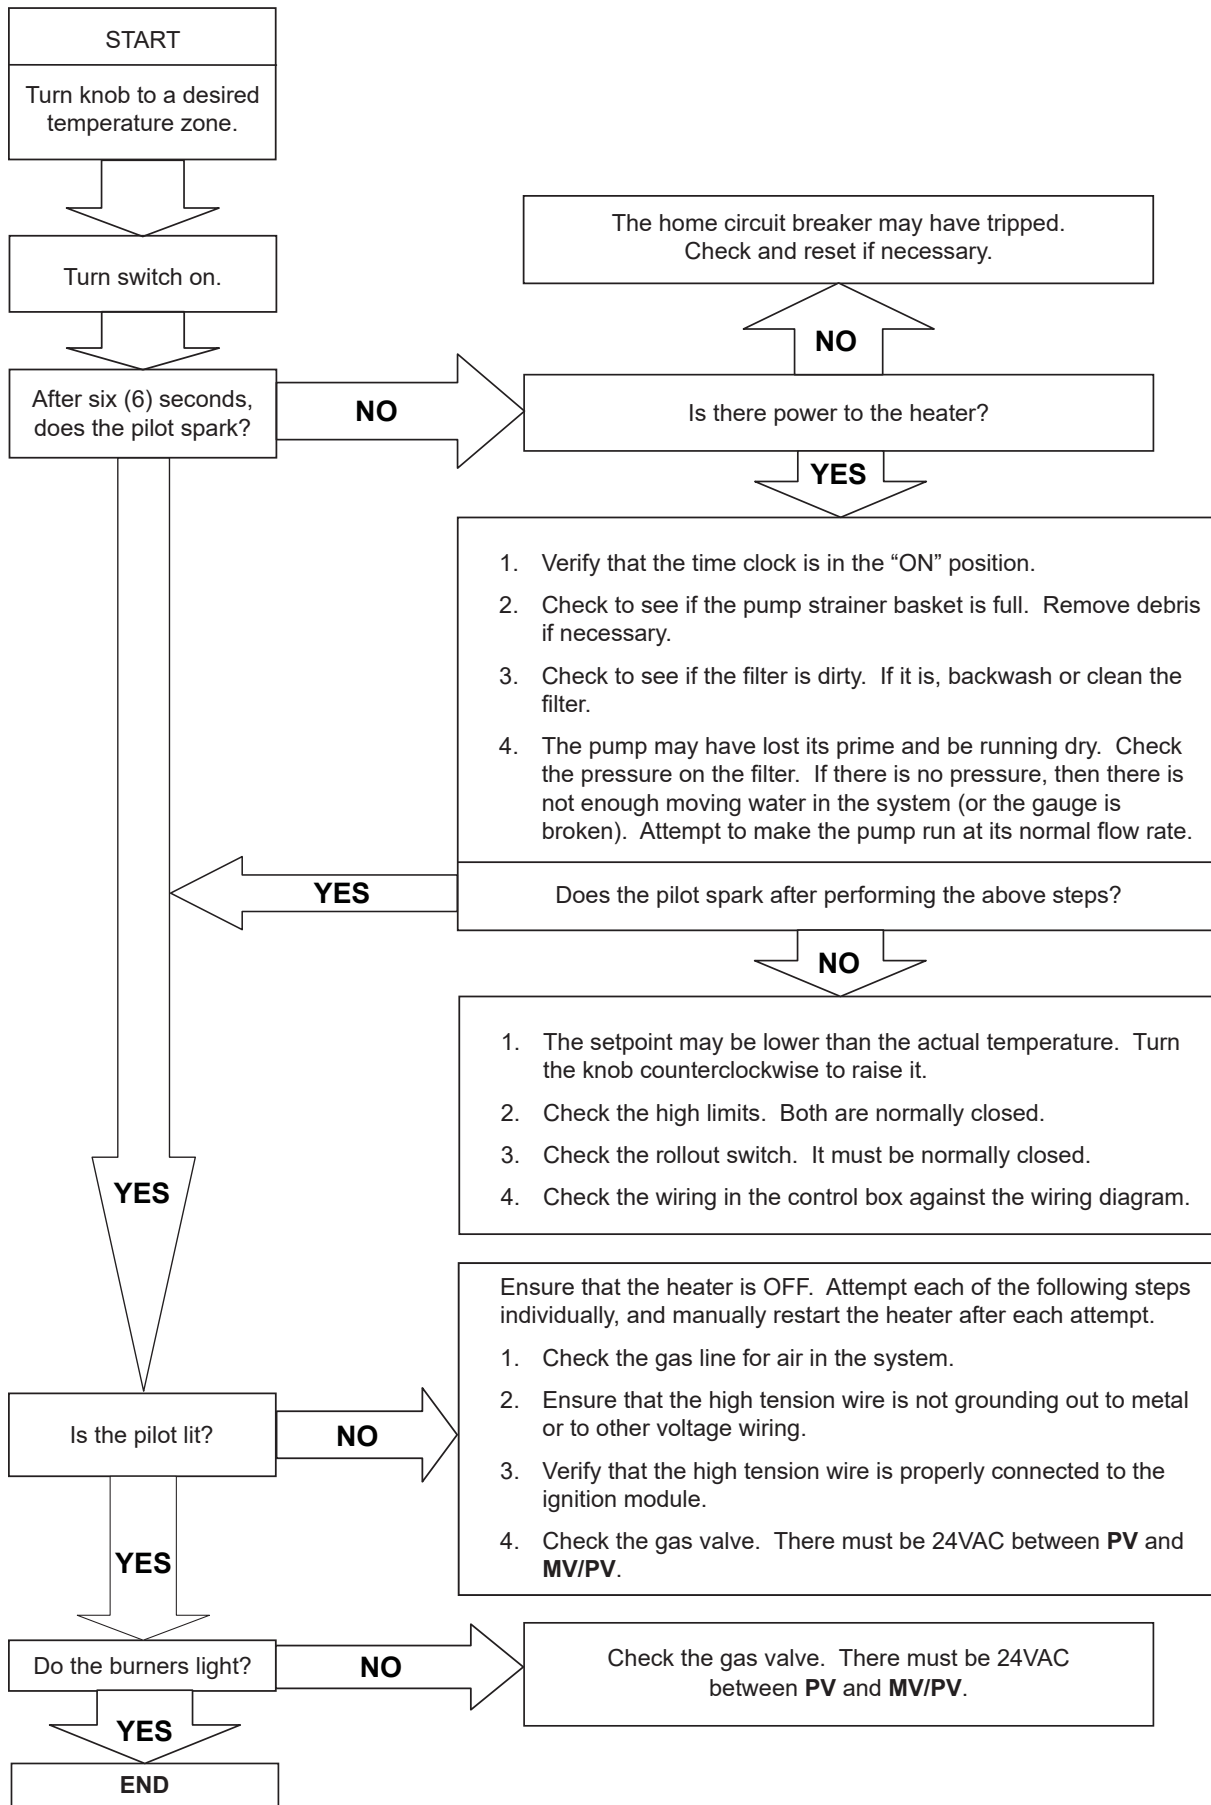 START
Turn knob to a desired
temperature zone.
Turn switch on.
After six (6) seconds,
does the pilot spark?
NO
Is there power to the heater?
NO
The home circuit breaker may have tripped.
Check and reset if necessary.
YES
1. Verify that the time clock is in the “ON” position.
2. Check to see if the pump strainer basket is full. Remove debris
if necessary.
3. Check to see if the filter is dirty. If it is, backwash or clean the
filter.
4. The pump may have lost its prime and be running dry. Check
the pressure on the filter. If there is no pressure, then there is
not enough moving water in the system (or the gauge is
broken). Attempt to make the pump run at its normal flow rate.
Does the pilot spark after performing the above steps?
YES
NO
1. The setpoint may be lower than the actual temperature. Turn
the knob counterclockwise to raise it.
2. Check the high limits. Both are normally closed.
3. Check the rollout switch. It must be normally closed.
4. Check the wiring in the control box against the wiring diagram.
YES
Is the pilot lit?
NO
Ensure that the heater is OFF. Attempt each of the following steps
individually, and manually restart the heater after each attempt.
1. Check the gas line for air in the system.
2. Ensure that the high tension wire is not grounding out to metal
or to other voltage wiring.
3. Verify that the high tension wire is properly connected to the
ignition module.
4. Check the gas valve. There must be 24VAC between PV and
MV/PV.
YES
Do the burners light?
NO
Check the gas valve. There must be 24VAC
between PV and MV/PV.
YES
END